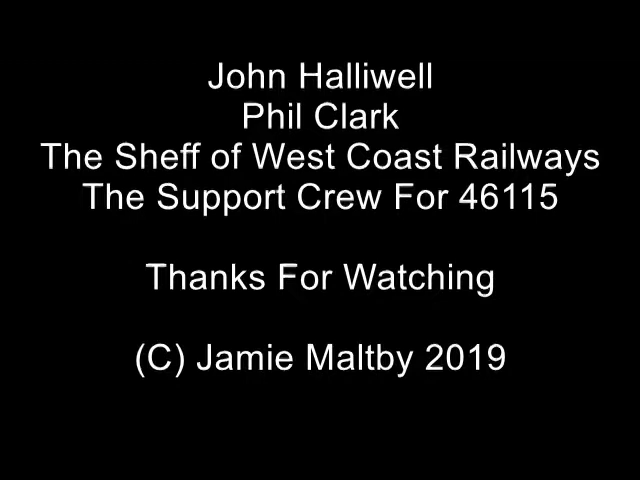 John Halliwell
Phil Clark
The Sheff of West Coast Railways
The Support Crew For 46115
Thanks For Watching
(C) Jamie Maltby 2019